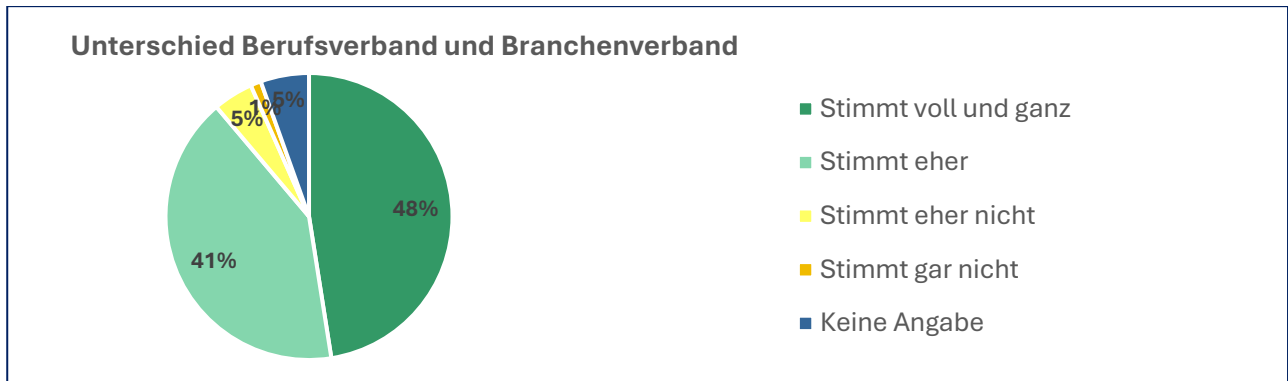 Unterschied Berufsverband und Branchenverband
5%
1%
5%
48%
41%
Stimmt voll und ganz
Stimmt eher
Stimmt eher nicht
Stimmt gar nicht
Keine Angabe